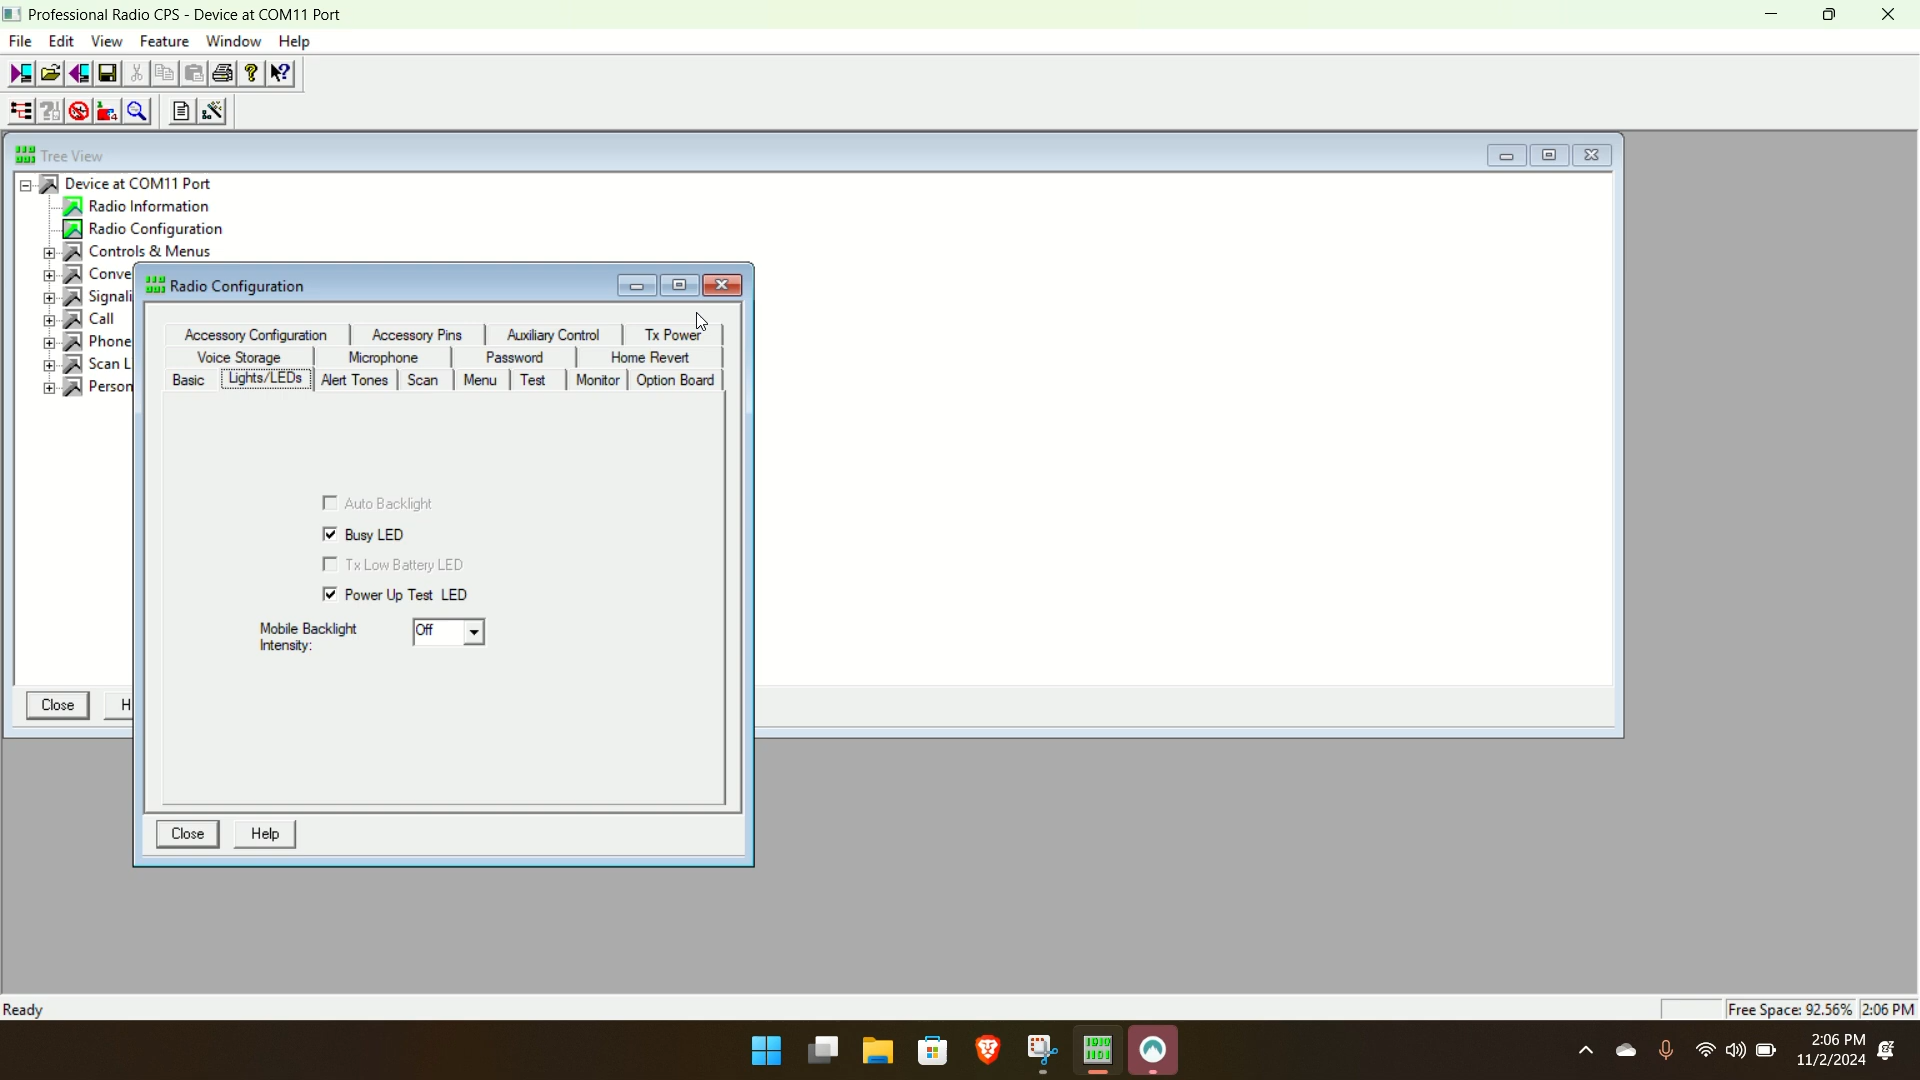 Professional Radio CPS - Device at COM11 Port
File Edit View Feature Window Help
Tree View
Device at COM11 Port
Radio Information
Radio Configuration
Controls & Menus
Conve
Signali
Call
Phone
Scan L
Person
Close H
Radio Configuration
Accessory Configuration Accessory Pins Auxiliary Control Tx Power
Voice Storage Microphone Password Home Revert
Basic Lights/LEDs Alert Tones Scan Menu Test Monitor Option Board
Auto Backlight
Busy LED
Tx Low Battery LED
Power Up Test LED
Mobile Backlight
Intensity:
Off
Close Help
Ready Free Space: 92.56% 2:06 PM
2:06 PM
11/2/2024